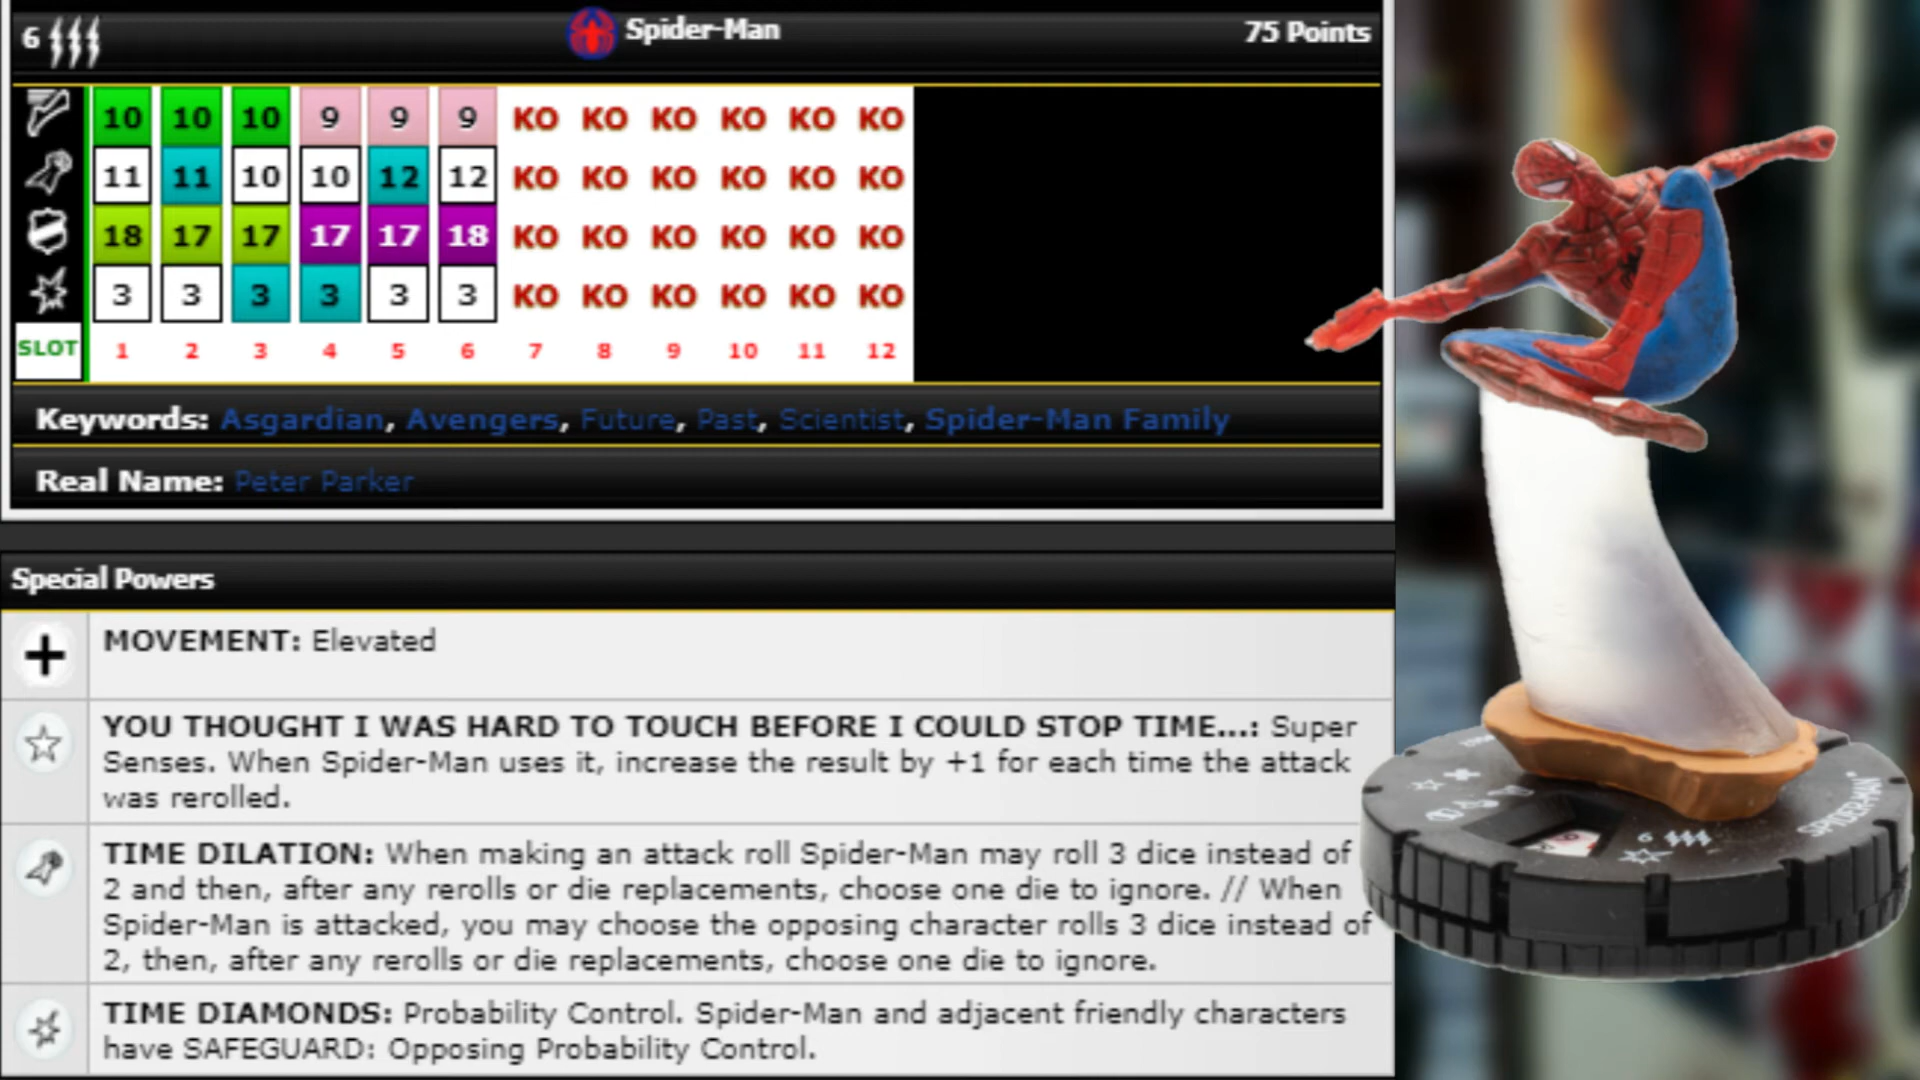 6 Spider-Man 75 Points
10 10 10 9 9 9 KO KO KO KO KO KO
11 11 10 10 12 12 KO KO KO KO KO KO
18 17 17 17 17 18 KO KO KO KO KO KO
3 3 3 3 3 3 KO KO KO KO KO KO
SLOT 1 2 3 4 5 6 7 8 9 10 11 12
Keywords: Asgardian, Avengers, Future, Past, Scientist, Spider-Man Family
Real Name: Peter Parker
Special Powers
MOVEMENT: Elevated
YOU THOUGHT I WAS HARD TO TOUCH BEFORE I COULD STOP TIME...: Super
Senses. When Spider-Man uses it, increase the result by +1 for each time the attack
was rerolled.
TIME DILATION: When making an attack roll Spider-Man may roll 3 dice instead of
2 and then, after any rerolls or die replacements, choose one die to ignore. // When
Spider-Man is attacked, you may choose the opposing character rolls 3 dice instead of
2, then, after any rerolls or die replacements, choose one die to ignore.
TIME DIAMONDS: Probability Control. Spider-Man and adjacent friendly characters
have SAFEGUARD: Opposing Probability Control.
SPIDER-MAN
6